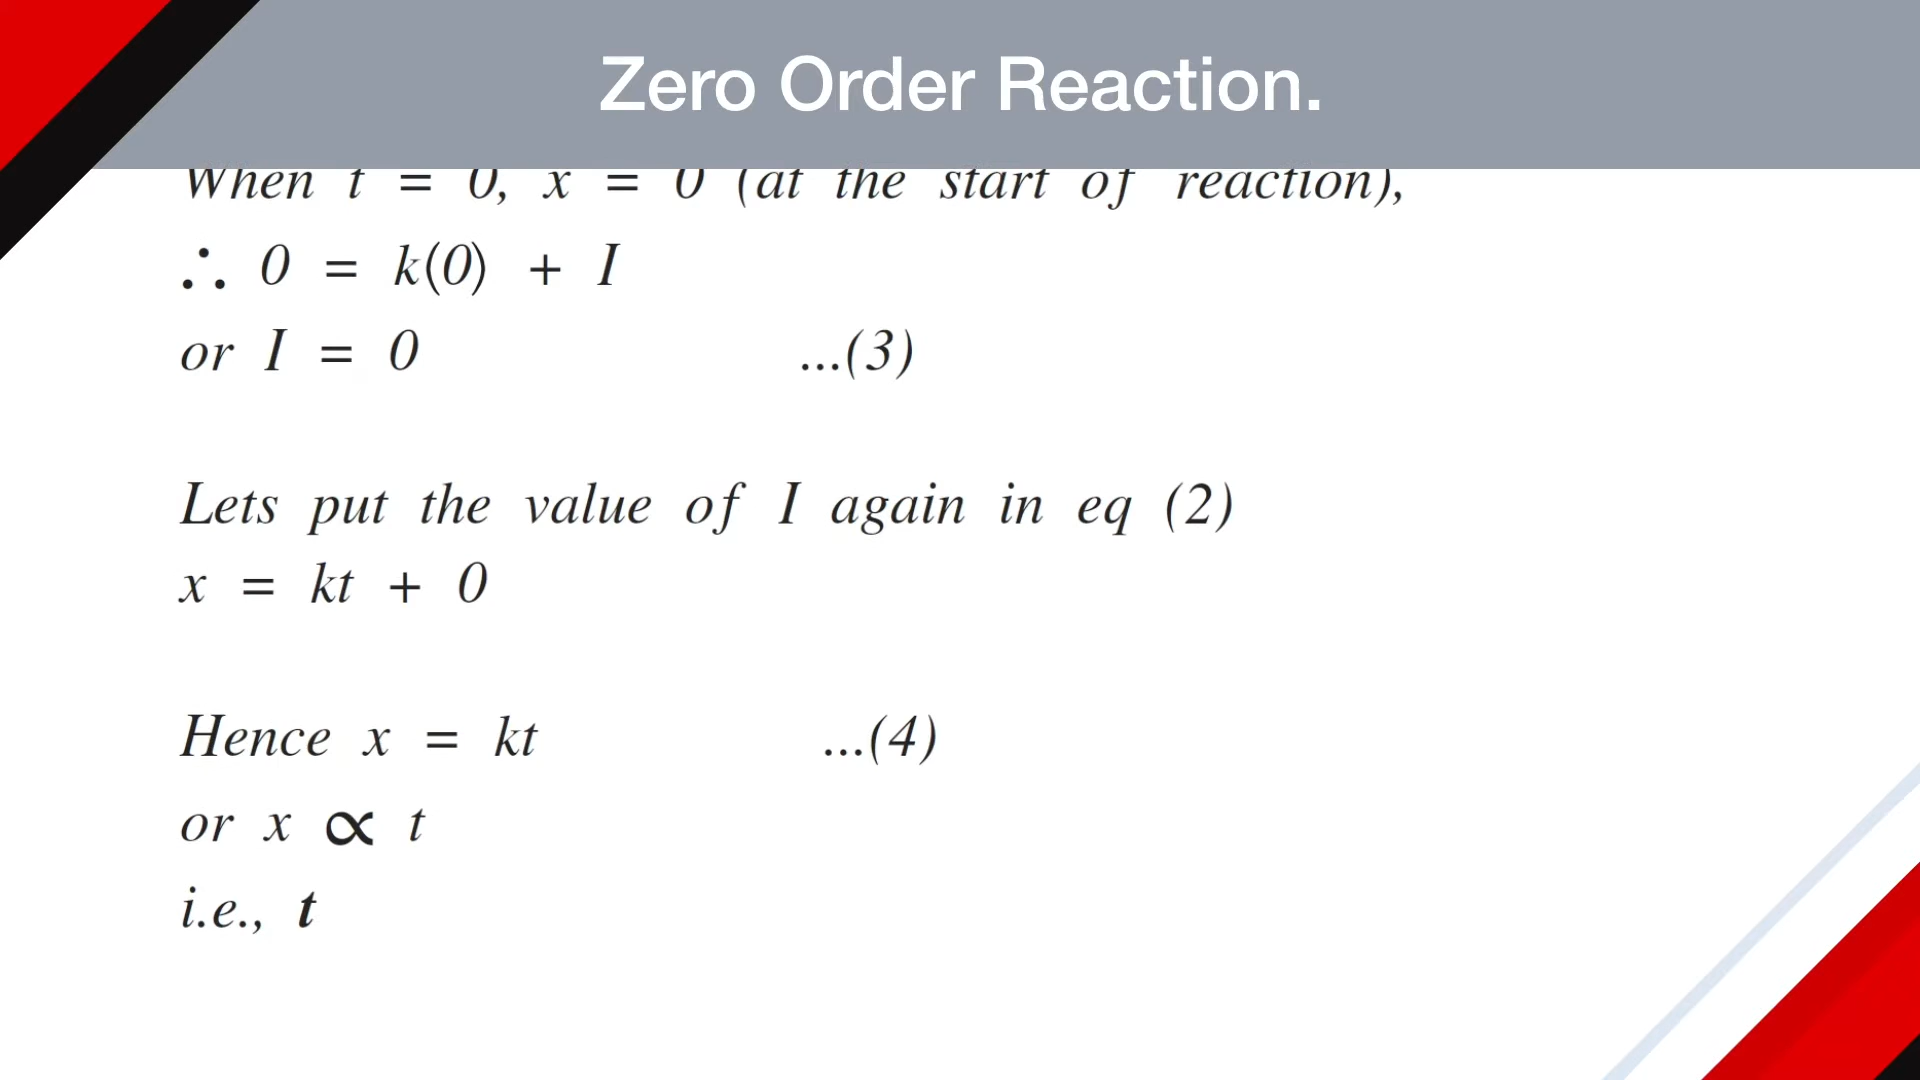 Zero Order Reaction.
When t = 0, x = 0 (at the start of reaction),
∴ 0 = k(0) + I
or I = 0 ...(3)
Lets put the value of I again in eq (2)
x = kt + 0
Hence x = kt ...(4)
or x ∝ t
i.e., t